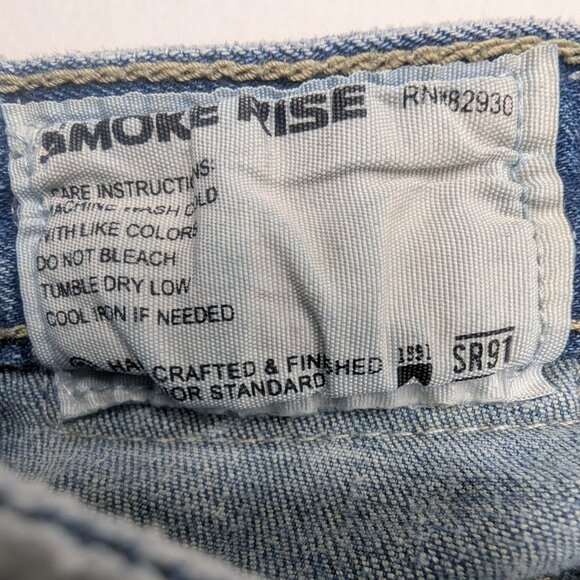 SMOKE RISE RN#82930
CARE INSTRUCTIONS:
MACHINE WASH COLD
WITH LIKE COLORS
DO NOT BLEACH
TUMBLE DRY LOW
COOL IRON IF NEEDED
HANDCRAFTED & FINISHED
FOR STANDARD
1991
SR91